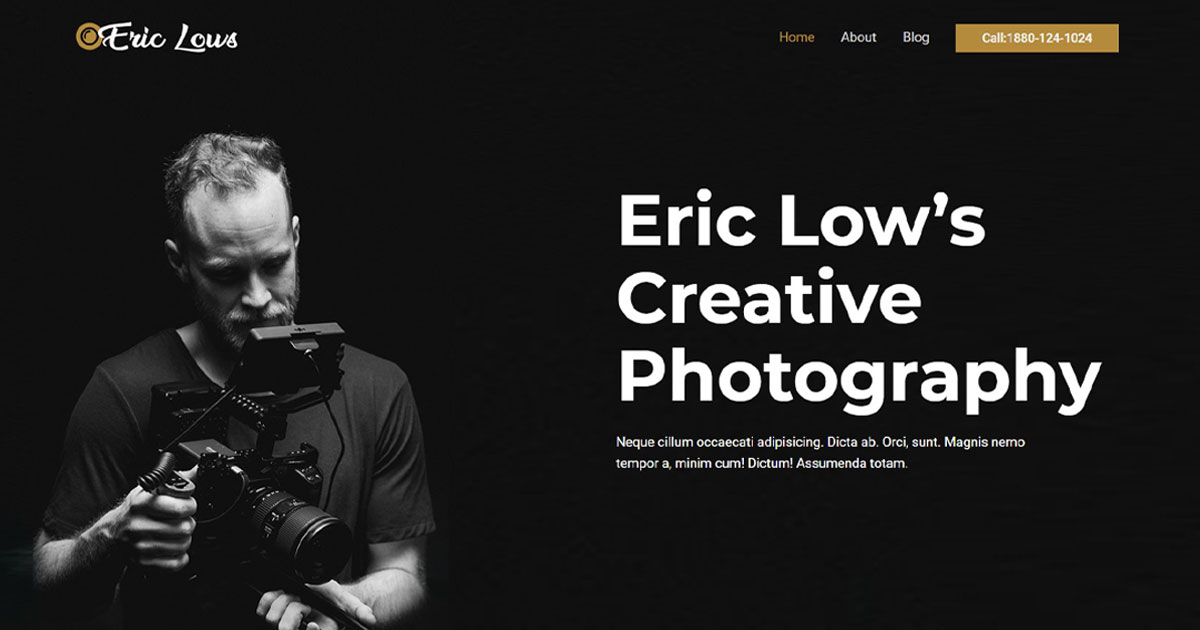 Eric Lows
Home About Blog Call:1880-124-1024
Eric Low’s
Creative
Photography
Neque cillum occaecati adipisicing. Dicta ab. Orci, sunt. Magnis nemo
tempor a, minim cum! Dictum! Assumenda totam.